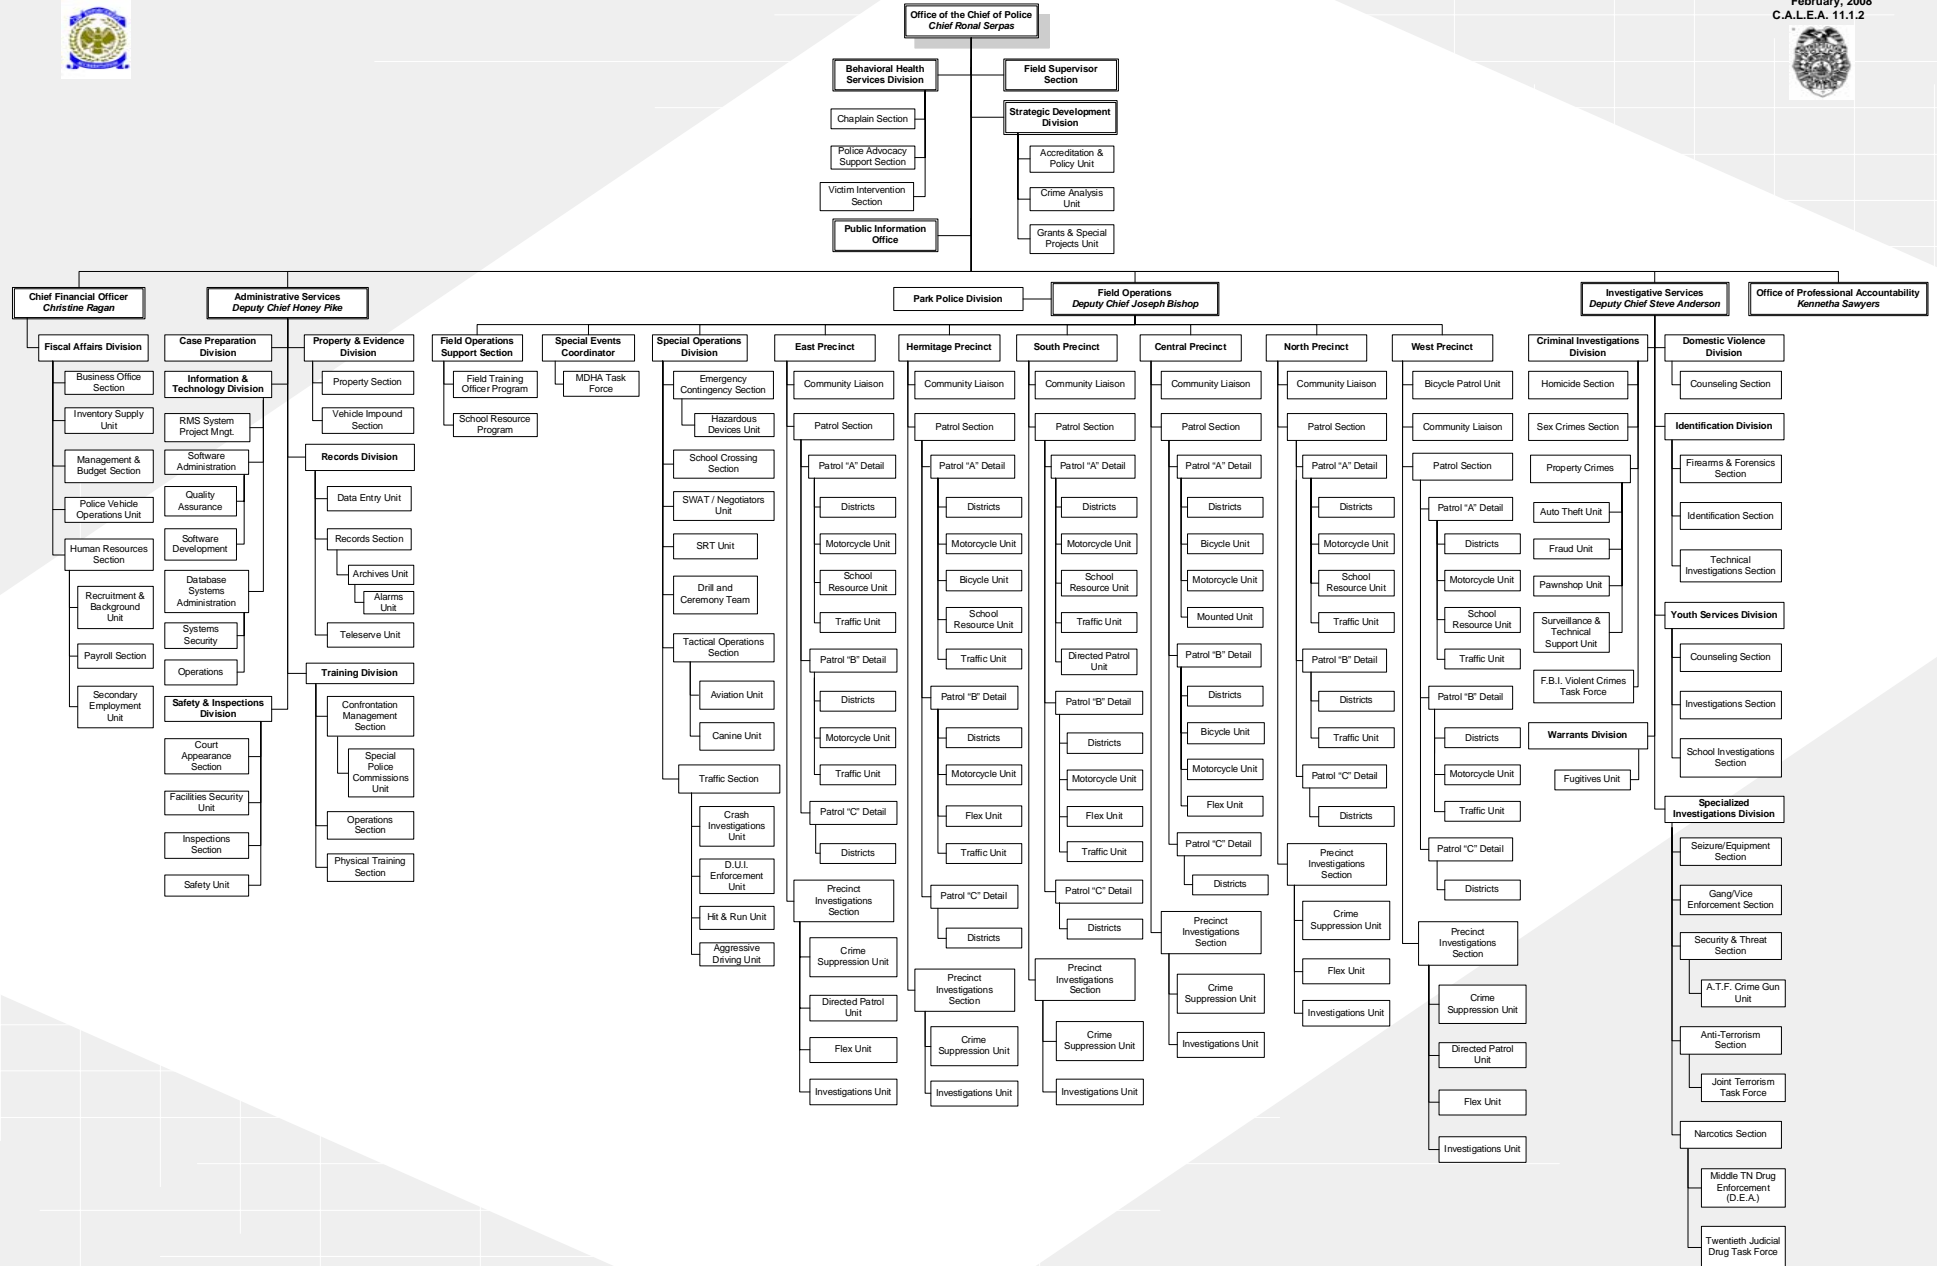 February, 2008
C.A.L.E.A. 11.1.2
Office of the Chief of Police
Chief Ronal Serpas
Behavioral Health
Services Division
Chaplain Section
Police Advocacy
Support Section
Victim Intervention
Section
Public Information
Office
Field Supervisor
Section
Strategic Development
Division
Accreditation &
Policy Unit
Crime Analysis
Unit
Grants & Special
Projects Unit
Chief Financial Officer
Christine Ragan
Fiscal Affairs Division
Business Office
Section
Inventory Supply
Unit
Management &
Budget Section
Police Vehicle
Operations Unit
Human Resources
Section
Recruitment &
Background
Unit
Payroll Section
Secondary
Employment
Unit
Administrative Services
Deputy Chief Honey Pike
Case Preparation
Division
Information &
Technology Division
RMS System
Project Mngt.
Software
Administration
Quality
Assurance
Software
Development
Database
Systems
Administration
Systems
Security
Operations
Safety & Inspections
Division
Court
Appearance
Section
Facilities Security
Unit
Inspections
Section
Safety Unit
Property & Evidence
Division
Property Section
Vehicle Impound
Section
Records Division
Data Entry Unit
Records Section
Archives Unit
Alarms
Unit
Teleserve Unit
Training Division
Confrontation
Management
Section
Special
Police
Commissions
Unit
Operations
Section
Physical Training
Section
Park Police Division
Field Operations
Deputy Chief Joseph Bishop
Field Operations
Support Section
Field Training
Officer Program
School Resource
Program
Special Events
Coordinator
MDHA Task
Force
Special Operations
Division
Emergency
Contingency Section
Hazardous
Devices Unit
School Crossing
Section
SWAT / Negotiators
Unit
SRT Unit
Drill and
Ceremony Team
Tactical Operations
Section
Aviation Unit
Canine Unit
Traffic Section
Crash
Investigations
Unit
D.U.I.
Enforcement
Unit
Hit & Run Unit
Aggressive
Driving Unit
East Precinct
Community Liaison
Patrol Section
Patrol “A” Detail
Districts
Motorcycle Unit
School
Resource Unit
Traffic Unit
Patrol “B” Detail
Districts
Motorcycle Unit
Traffic Unit
Patrol “C” Detail
Districts
Precinct
Investigations
Section
Crime
Suppression Unit
Directed Patrol
Unit
Flex Unit
Investigations Unit
Hermitage Precinct
Community Liaison
Patrol Section
Patrol “A” Detail
Districts
Motorcycle Unit
Bicycle Unit
School
Resource Unit
Traffic Unit
Patrol “B” Detail
Districts
Motorcycle Unit
Flex Unit
Traffic Unit
Patrol “C” Detail
Districts
Precinct
Investigations
Section
Crime
Suppression Unit
Investigations Unit
South Precinct
Community Liaison
Patrol Section
Patrol “A” Detail
Districts
Motorcycle Unit
School
Resource Unit
Traffic Unit
Directed Patrol
Unit
Patrol “B” Detail
Districts
Motorcycle Unit
Flex Unit
Traffic Unit
Patrol “C” Detail
Districts
Precinct
Investigations
Section
Crime
Suppression Unit
Investigations Unit
Central Precinct
Community Liaison
Patrol Section
Patrol “A” Detail
Districts
Bicycle Unit
Motorcycle Unit
Mounted Unit
Patrol “B” Detail
Districts
Bicycle Unit
Motorcycle Unit
Flex Unit
Patrol “C” Detail
Districts
Precinct
Investigations
Section
Crime
Suppression Unit
Investigations Unit
North Precinct
Community Liaison
Patrol Section
Patrol “A” Detail
Districts
Motorcycle Unit
School
Resource Unit
Traffic Unit
Patrol “B” Detail
Districts
Traffic Unit
Patrol “C” Detail
Districts
Precinct
Investigations
Section
Crime
Suppression Unit
Flex Unit
Investigations Unit
West Precinct
Bicycle Patrol Unit
Community Liaison
Patrol Section
Patrol “A” Detail
Districts
Motorcycle Unit
School
Resource Unit
Traffic Unit
Patrol “B” Detail
Districts
Motorcycle Unit
Traffic Unit
Patrol “C” Detail
Districts
Precinct
Investigations
Section
Crime
Suppression Unit
Directed Patrol
Unit
Flex Unit
Investigations Unit
Investigative Services
Deputy Chief Steve Anderson
Criminal Investigations
Division
Homicide Section
Sex Crimes Section
Property Crimes
Auto Theft Unit
Fraud Unit
Pawnshop Unit
Surveillance &
Technical
Support Unit
F.B.I. Violent Crimes
Task Force
Warrants Division
Fugitives Unit
Domestic Violence
Division
Counseling Section
Identification Division
Firearms & Forensics
Section
Identification Section
Technical
Investigations Section
Youth Services Division
Counseling Section
Investigations Section
School Investigations
Section
Specialized
Investigations Division
Seizure/Equipment
Section
Gang/Vice
Enforcement Section
Security & Threat
Section
A.T.F. Crime Gun
Unit
Anti-Terrorism
Section
Joint Terrorism
Task Force
Narcotics Section
Middle TN Drug
Enforcement
(D.E.A.)
Twentieth Judicial
Drug Task Force
Office of Professional Accountability
Kennetha Sawyers